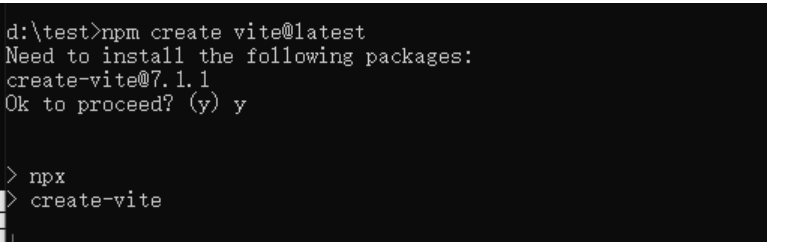 d:\test>npm create vite@latest
Need to install the following packages:
create-vite@7.1.1
Ok to proceed? (y) y
> npx
> create-vite